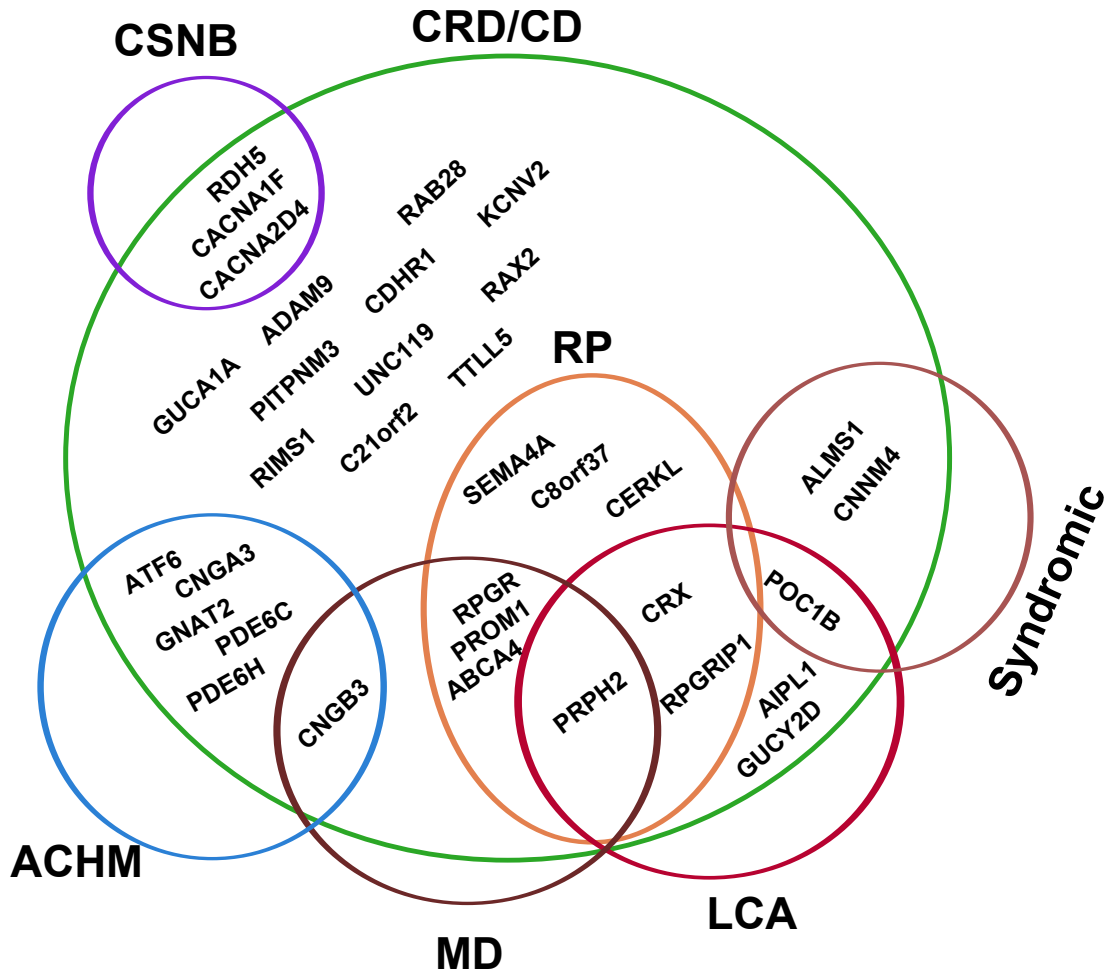 CSNB
CRD/CD
RDH5
CACNA1F
CACNA2D4
RAB28
KCNV2
ADAM9
CDHR1
RAX2
GUCA1A
PITPNM3
UNC119
TTLL5
RIMS1
C21orf2
RP
SEMA4A
C8orf37
CERKL
ALMS1
CNNM4
Syndromic
ATF6
CNGA3
GNAT2
PDE6C
PDE6H
CNGB3
RPGR
PROM1
ABCA4
CRX
POC1B
PRPH2
RPGRIP1
AIPL1
GUCY2D
ACHM
MD
LCA